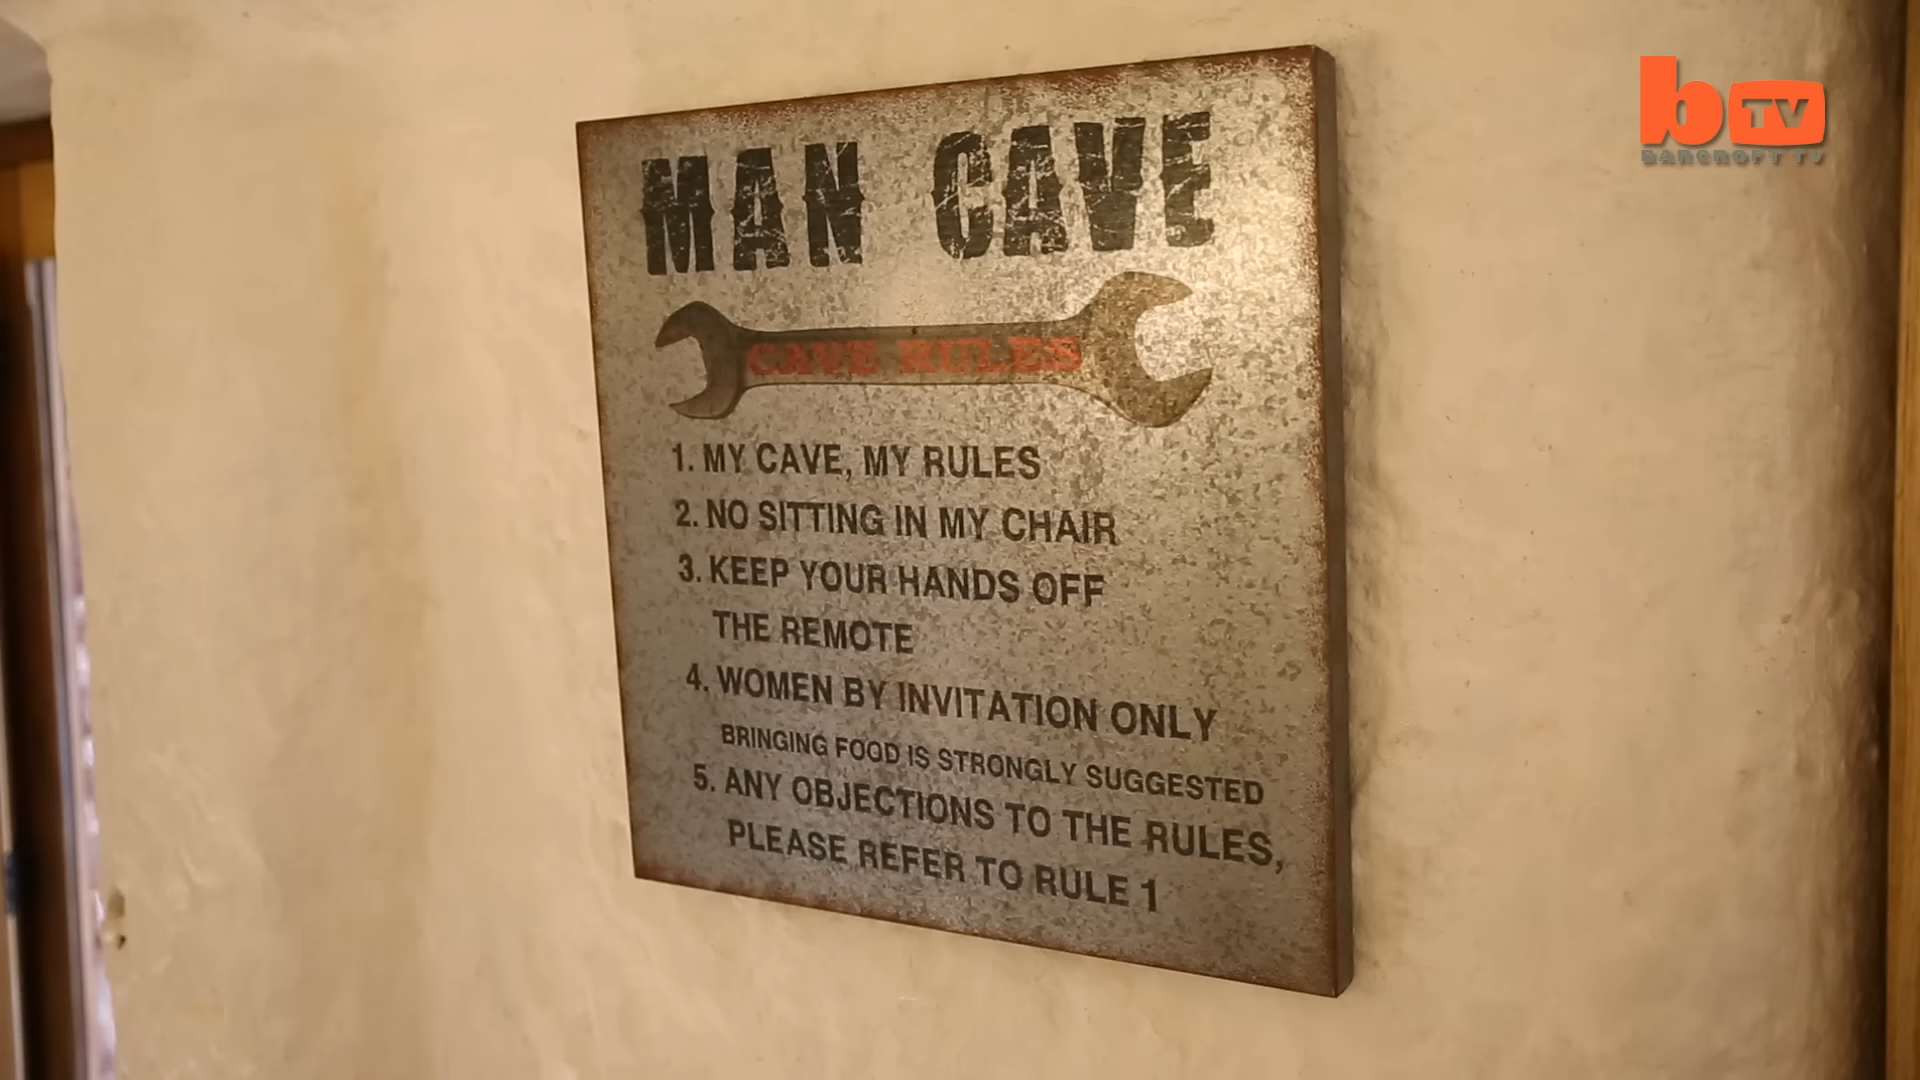 b TV
BARCROFT TV
MAN CAVE
CAVE RULES
1. MY CAVE, MY RULES
2. NO SITTING IN MY CHAIR
3. KEEP YOUR HANDS OFF
THE REMOTE
4. WOMEN BY INVITATION ONLY
BRINGING FOOD IS STRONGLY SUGGESTED
5. ANY OBJECTIONS TO THE RULES,
PLEASE REFER TO RULE 1